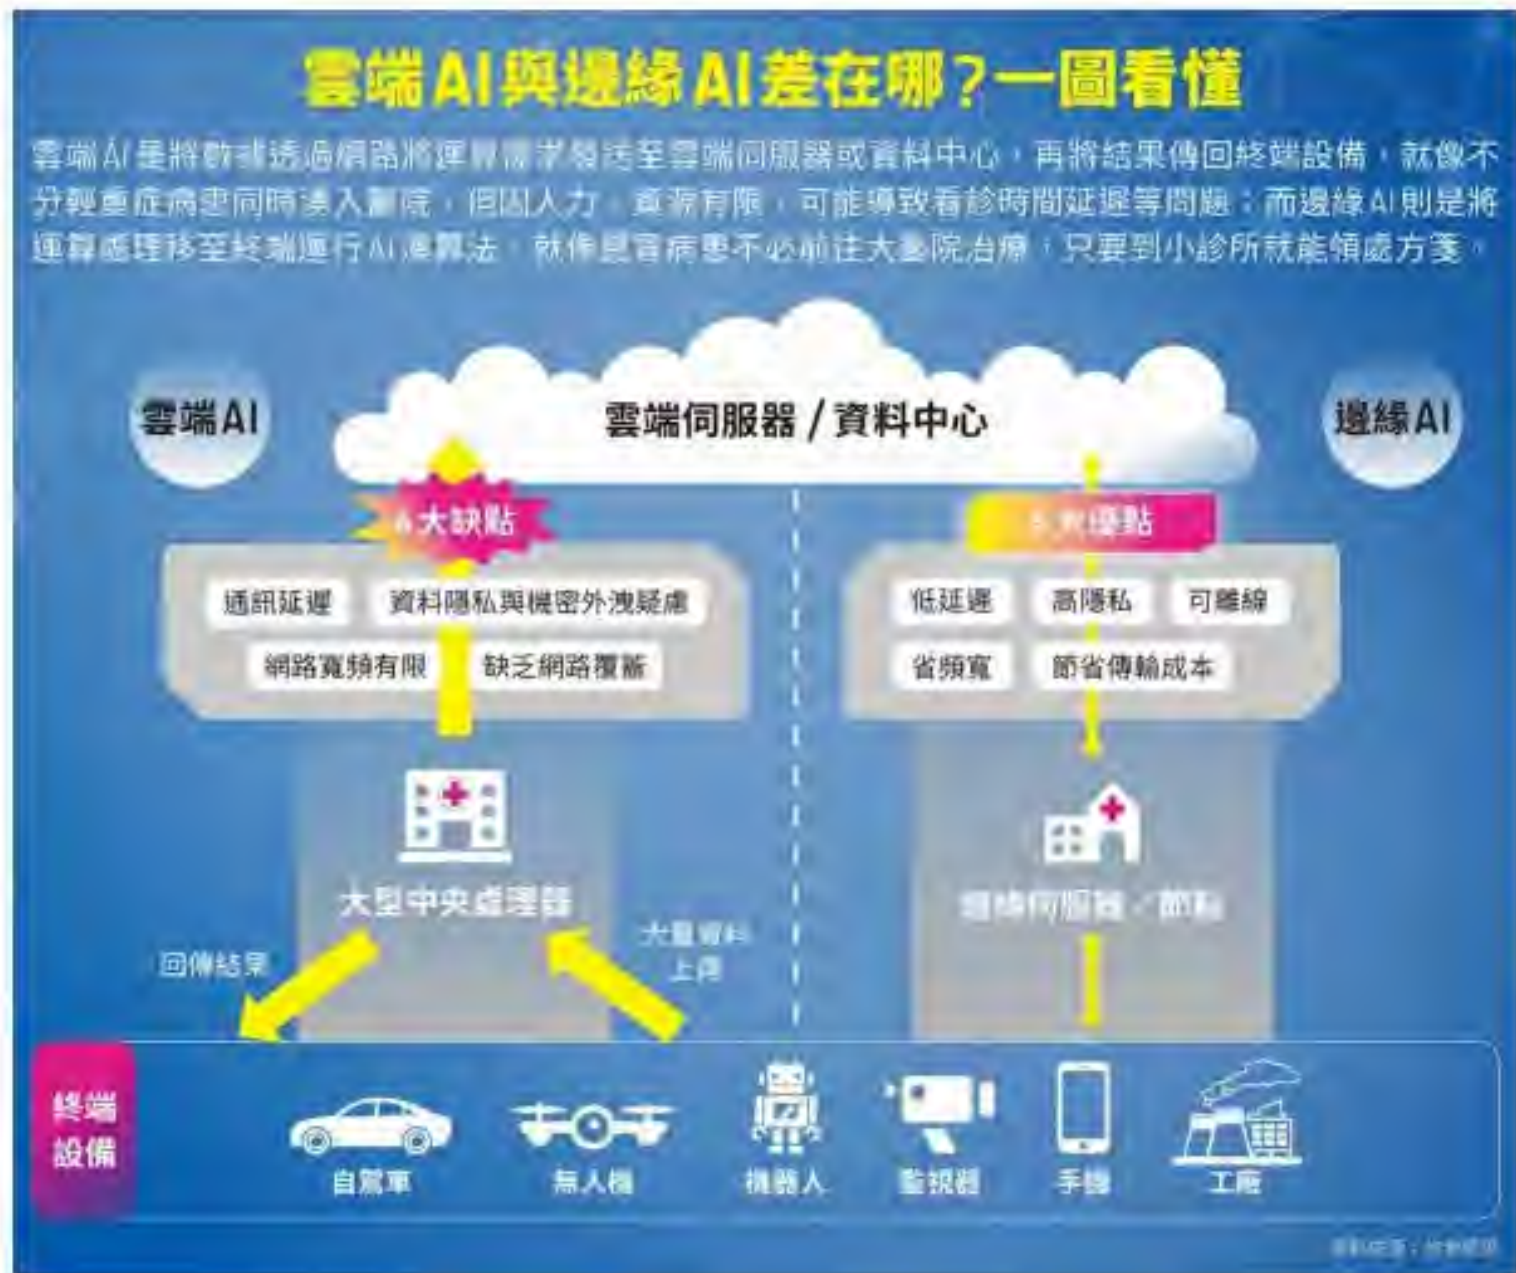 雲端AI與邊緣AI差在哪?一圖看懂
雲端AI是將數據透過網路將運算需求發送至雲端伺服器或資料中心,再將結果傳回終端設備,就像不
分輕重症病患同時湧入醫院,但因人力、資源有限,可能導致看診時間延遲等問題;而邊緣AI則是將
運算處理移至終端進行AI演算法,就像感冒病患不必前往大醫院治療,只要到小診所就能領處方箋。
雲端AI
雲端伺服器/資料中心
邊緣AI
大缺點
通訊延遲
資料隱私與機密外洩疑慮
網路寬頻有限
缺乏網路覆蓋
大優點
低延遲
高隱私
可離線
省頻寬
節省傳輸成本
大型中央處理器
回傳結果
大量資料
上傳
邊緣伺服器/節點
終端
設備
自駕車
無人機
機器人
監視器
手機
工廠